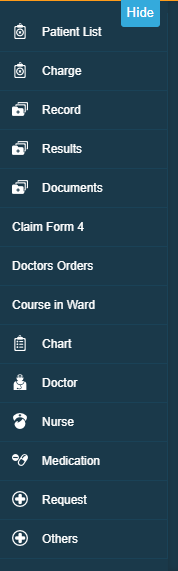 Hide
Patient List
Charge
Record
Results
Documents
Claim Form 4
Doctors Orders
Course in Ward
Chart
Doctor
Nurse
Medication
Request
Others